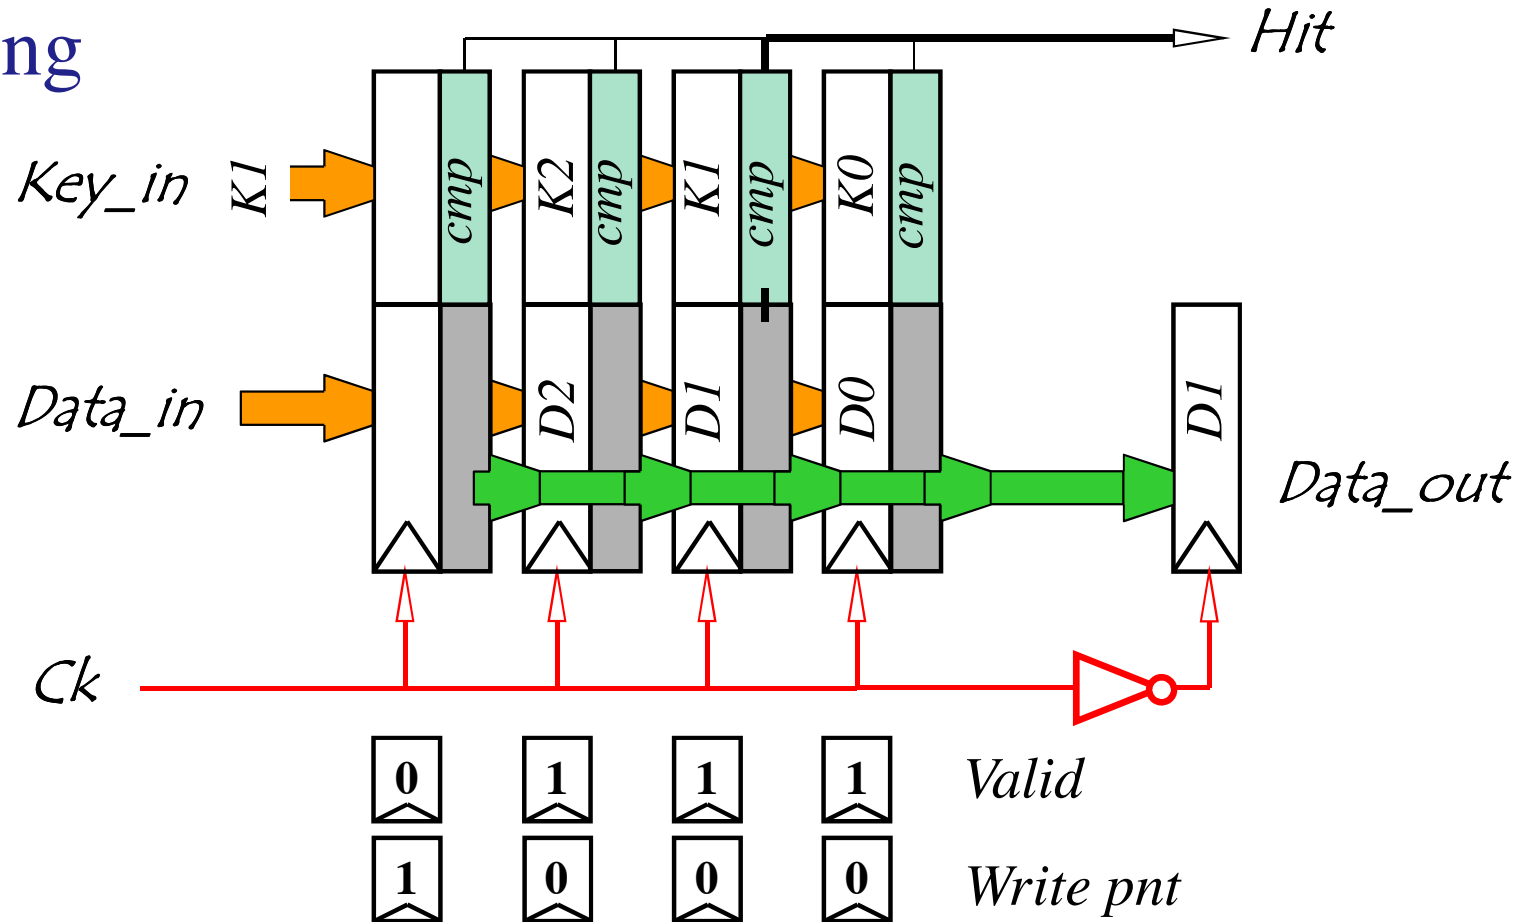 ng
Hit
Key_in K1 cmp K2 cmp K1 cmp K0 cmp
Data_in D2 D1 D0 D1
Data_out
Ck
0 1 1 1 Valid
1 0 0 0 Write pnt